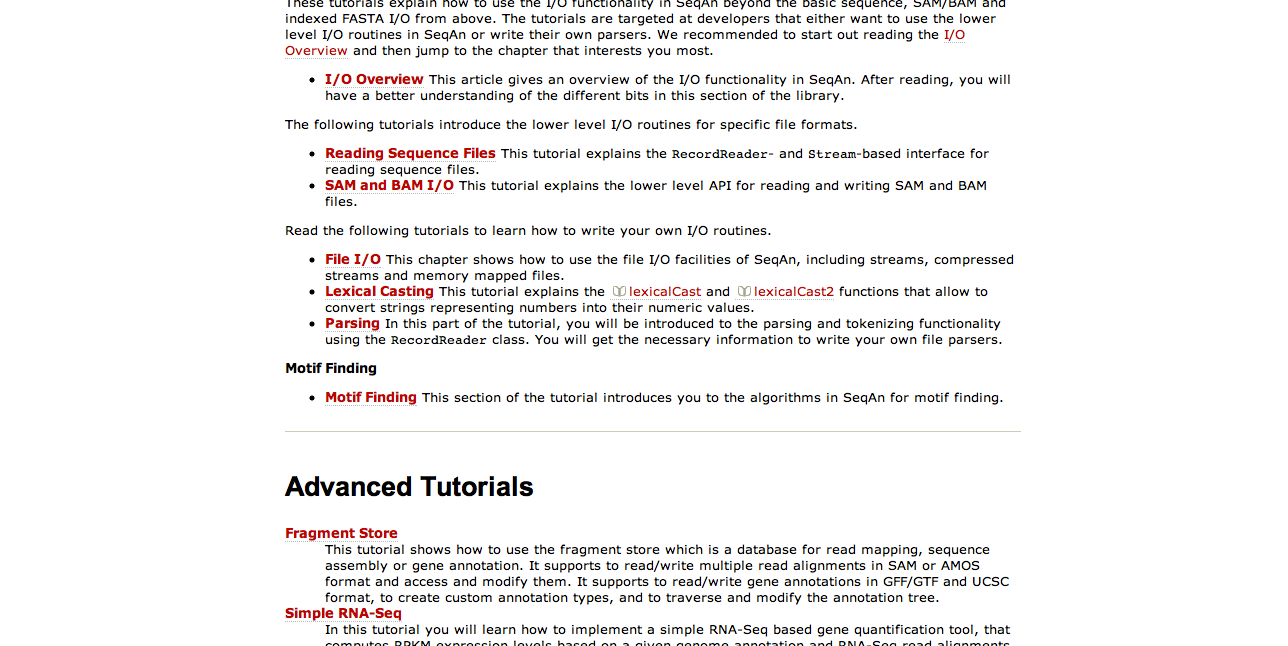 These tutorials explain how to use the I/O functionality in SeqAn beyond the basic sequence, SAM/BAM and
indexed FASTA I/O from above. The tutorials are targeted at developers that either want to use the lower
level I/O routines in SeqAn or write their own parsers. We recommended to start out reading the I/O
Overview and then jump to the chapter that interests you most.
• I/O Overview This article gives an overview of the I/O functionality in SeqAn. After reading, you will
have a better understanding of the different bits in this section of the library.
The following tutorials introduce the lower level I/O routines for specific file formats.
• Reading Sequence Files This tutorial explains the RecordReader- and Stream-based interface for
reading sequence files.
• SAM and BAM I/O This tutorial explains the lower level API for reading and writing SAM and BAM
files.
Read the following tutorials to learn how to write your own I/O routines.
• File I/O This chapter shows how to use the file I/O facilities of SeqAn, including streams, compressed
streams and memory mapped files.
• Lexical Casting This tutorial explains the lexicalCast and lexicalCast2 functions that allow to
convert strings representing numbers into their numeric values.
• Parsing In this part of the tutorial, you will be introduced to the parsing and tokenizing functionality
using the RecordReader class. You will get the necessary information to write your own file parsers.
Motif Finding
• Motif Finding This section of the tutorial introduces you to the algorithms in SeqAn for motif finding.
Advanced Tutorials
Fragment Store
This tutorial shows how to use the fragment store which is a database for read mapping, sequence
assembly or gene annotation. It supports to read/write multiple read alignments in SAM or AMOS
format and access and modify them. It supports to read/write gene annotations in GFF/GTF and UCSC
format, to create custom annotation types, and to traverse and modify the annotation tree.
Simple RNA-Seq
In this tutorial you will learn how to implement a simple RNA-Seq based gene quantification tool, that
computes RPKM expression levels based on a given genome annotation and RNA-Seq read alignments